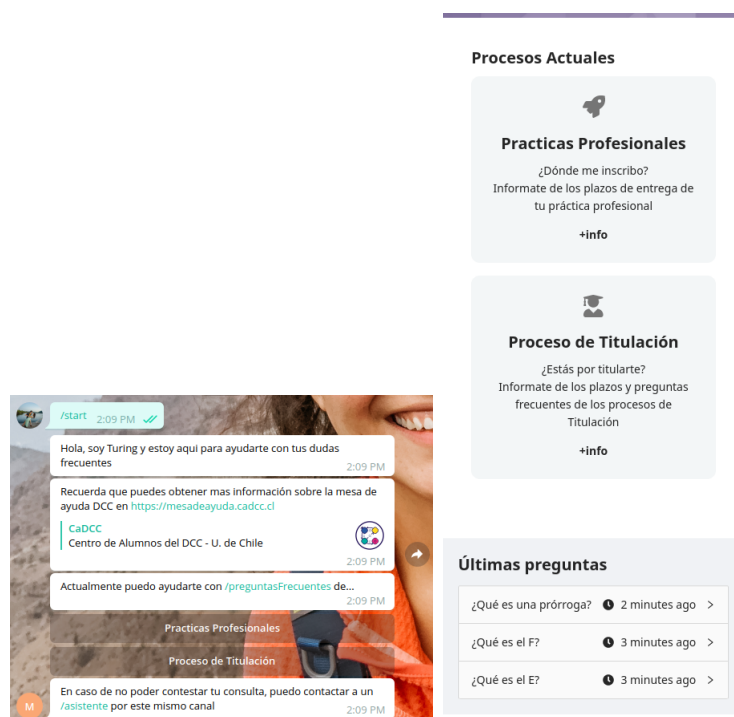 /start 2:09 PM
Hola, soy Turing y estoy aqui para ayudarte con tus dudas
frecuentes
2:09 PM
Recuerda que puedes obtener mas información sobre la mesa de
ayuda DCC en https://mesadeayuda.cadcc.cl
CaDCC
Centro de Alumnos del DCC - U. de Chile
2:09 PM
Actualmente puedo ayudarte con /preguntasFrecuentes de...
2:09 PM
Practicas Profesionales
Proceso de Titulación
M
En caso de no poder contestar tu consulta, puedo contactar a un
/asistente por este mismo canal
2:09 PM
Procesos Actuales
Practicas Profesionales
¿Dónde me inscribo?
Informate de los plazos de entrega de
tu práctica profesional
+info
Proceso de Titulación
¿Estás por titularte?
Informate de los plazos y preguntas
frecuentes de los procesos de
Titulación
+info
Últimas preguntas
¿Qué es una prórroga? 2 minutes ago >
¿Qué es el F? 3 minutes ago >
¿Qué es el E? 3 minutes ago >